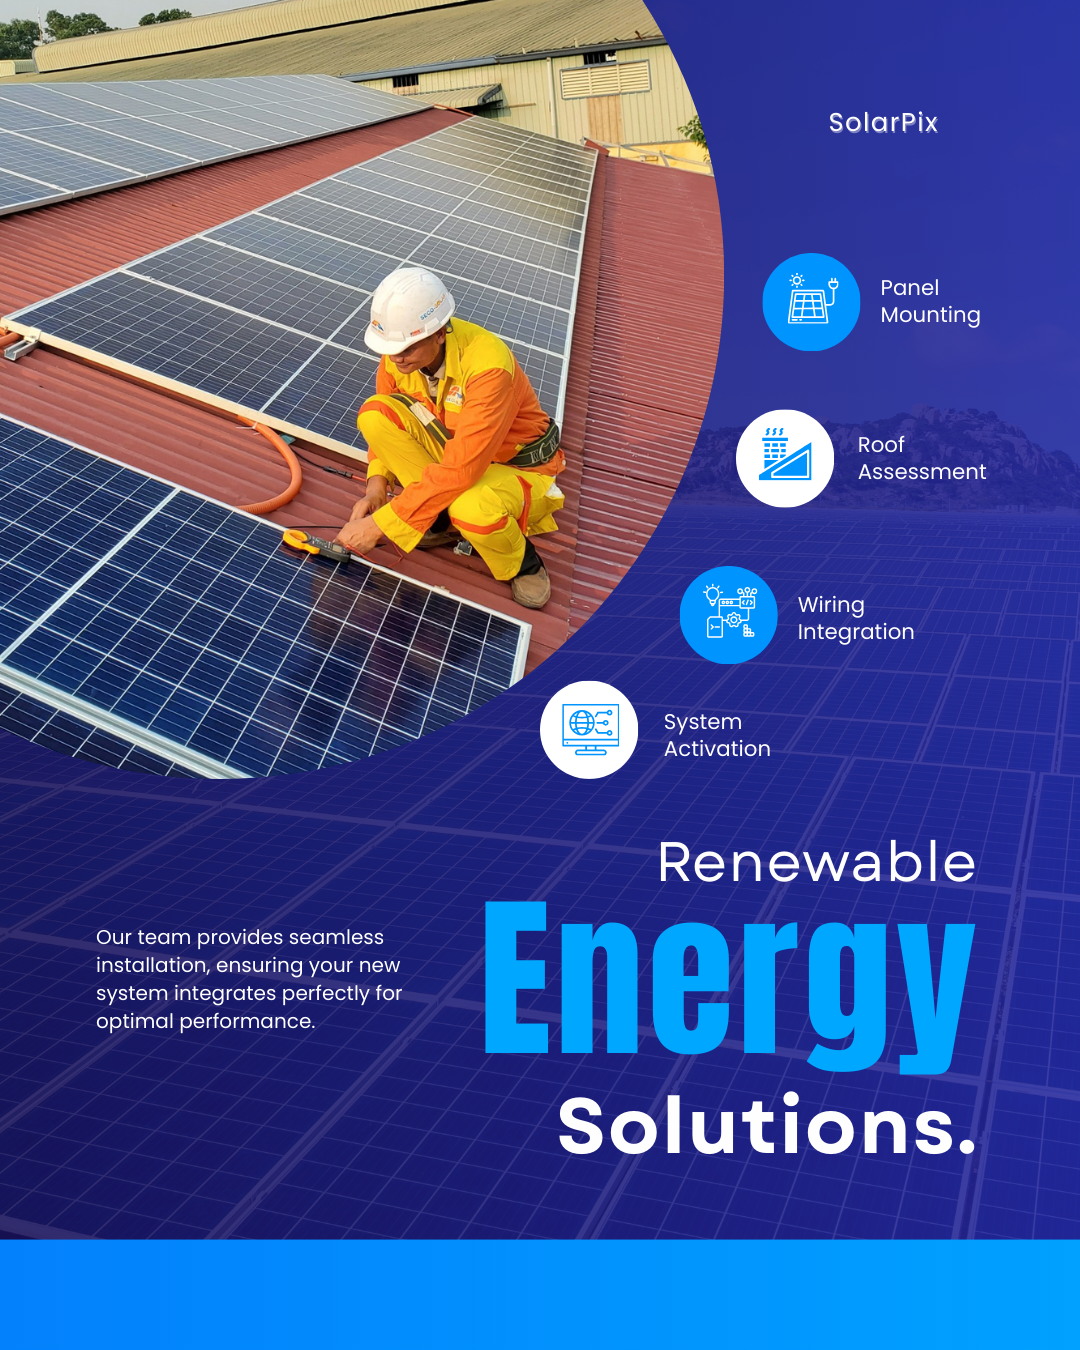 SolarPix
Panel
Mounting
Roof
Assessment
Wiring
Integration
System
Activation
Renewable
Energy
Solutions.
Our team provides seamless
installation, ensuring your new
system integrates perfectly for
optimal performance.